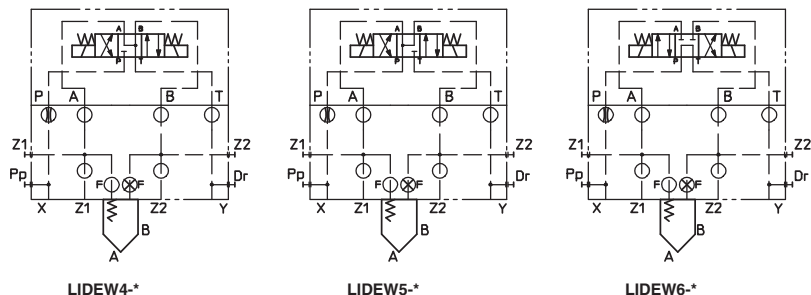 A B A B A B
P T P T P T
P A B T P A B T P A B T
Z1 Z2 Z1 Z2 Z1 Z2
Pp F F Dr Pp F F Dr Pp F F Dr
X Z1 Z2 Y X Z1 Z2 Y X Z1 Z2 Y
B B B
A A A
LIDEW4-* LIDEW5-* LIDEW6-*